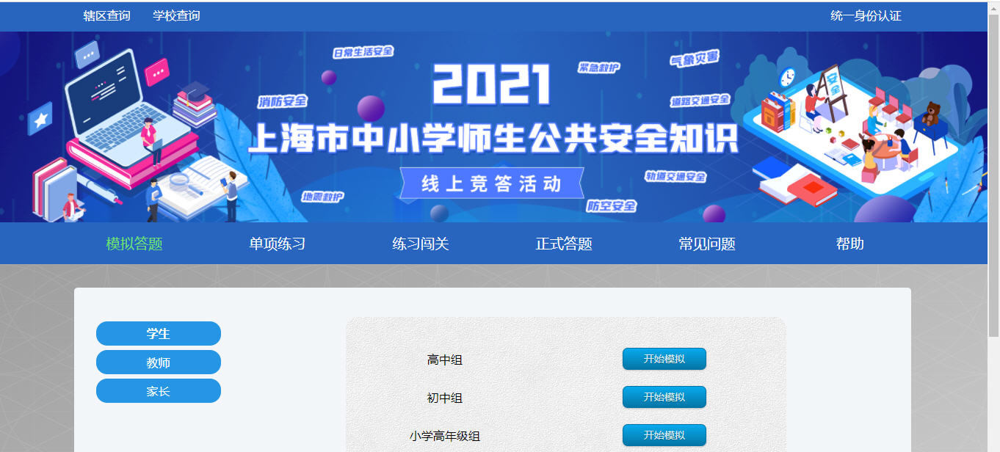 辖区查询 学校查询 统一身份认证
日常生活安全
紧急救护
气象灾害
2021
消防安全
道路交通安全
安全
上海市中小学师生公共安全知识
线上竞答活动
轨道交通安全
地震救护
防空安全
模拟答题 单项练习 练习闯关 正式答题 常见问题 帮助
学生
教师
家长
高中组 开始模拟
初中组 开始模拟
小学高年级组 开始模拟